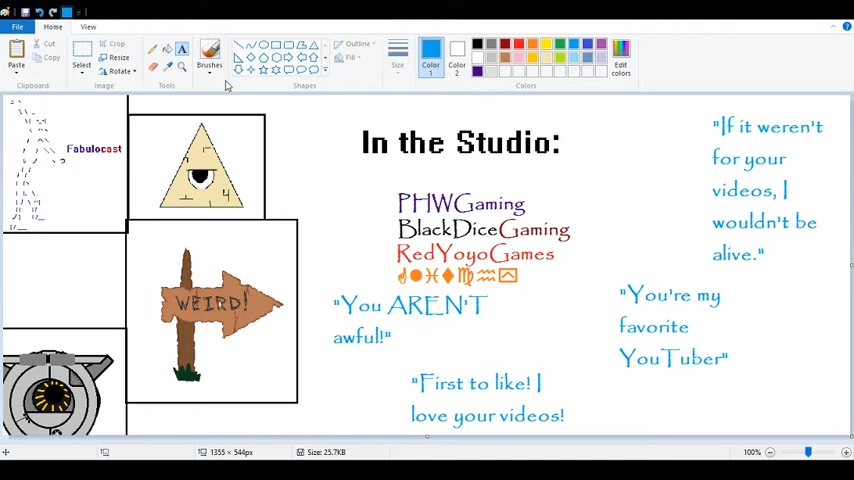 File
Home
View
Paste
Cut
Copy
Clipboard
Select
Crop
Resize
Rotate
Image
Tools
Brushes
Shapes
Outline
Fill
Size
Color 1
Color 2
Edit colors
Colors
Fabulocast
4
WEIRD!
In the Studio:
PHWGaming
BlackDiceGaming
RedYoyoGames
"You AREN'T
awful!"
"First to like! I
love your videos!
"If it weren't
for your
videos, I
wouldn't be
alive."
"You're my
favorite
YouTuber"
1355 × 544px
Size: 25.7KB
100%